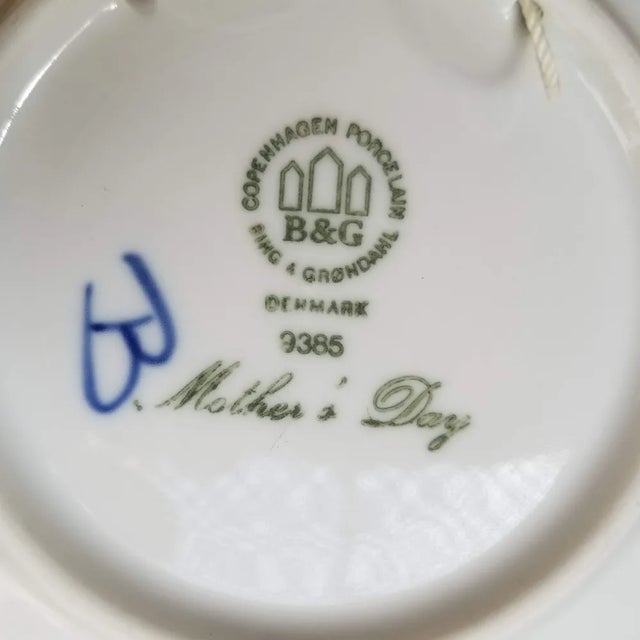 COPENHAGEN PORCELAIN
B&G
BING & GRØNDAHL
DENMARK
9385
Mother's Day
B